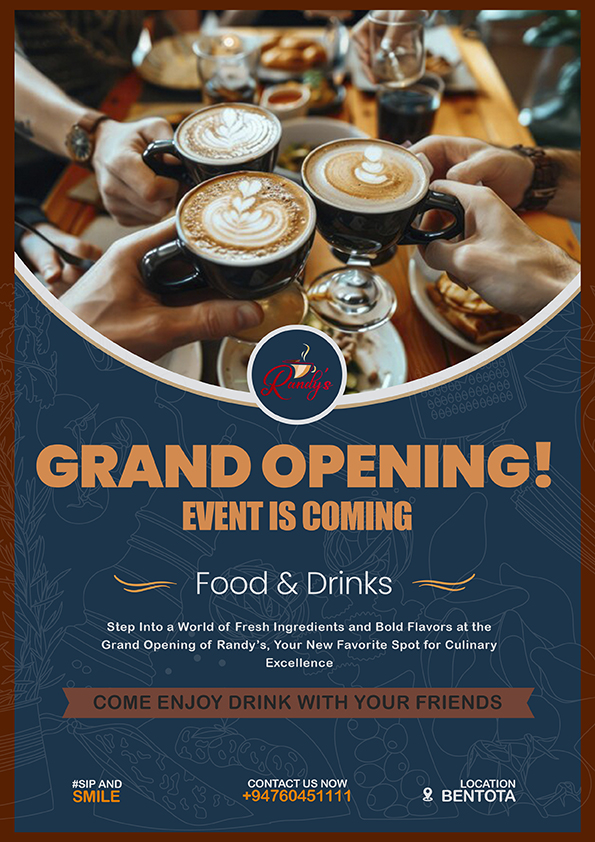 Randy's
GRAND OPENING!
EVENT IS COMING
Food & Drinks
Step Into a World of Fresh Ingredients and Bold Flavors at the
Grand Opening of Randy's, Your New Favorite Spot for Culinary
Excellence
COME ENJOY DRINK WITH YOUR FRIENDS
#SIP AND
SMILE
CONTACT US NOW
+94760451111
LOCATION
BENTOTA